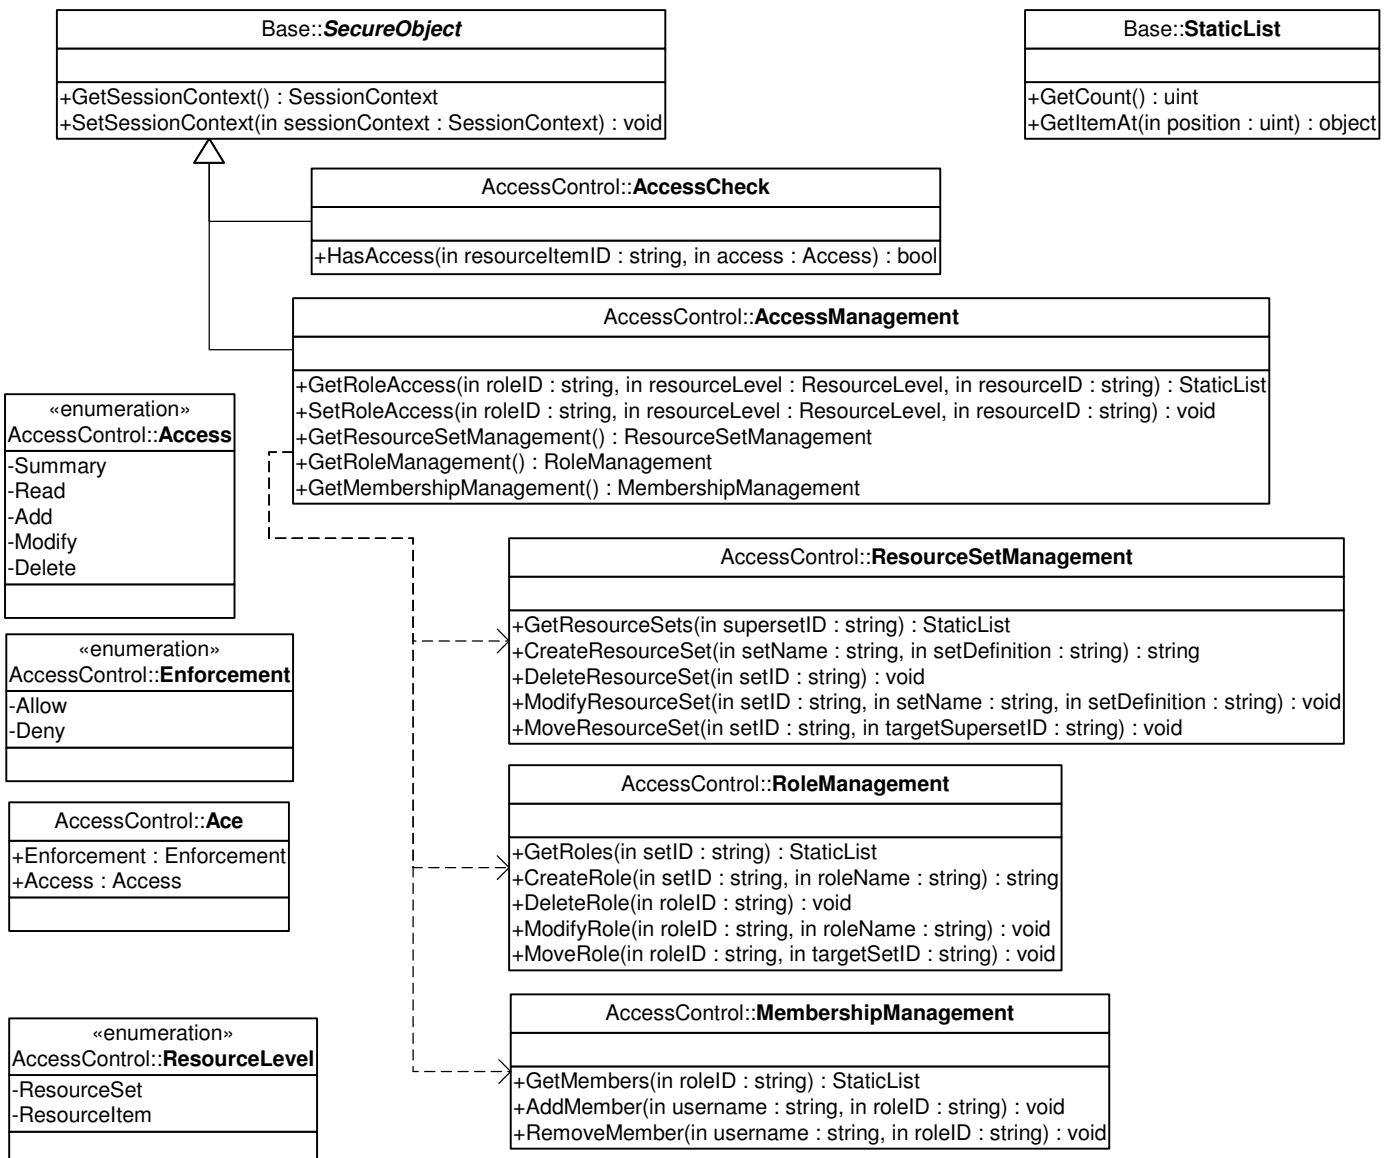 Base::SecureObject
+GetSessionContext() : SessionContext
+SetSessionContext(in sessionContext : SessionContext) : void
Base::StaticList
+GetCount() : uint
+GetItemAt(in position : uint) : object
AccessControl::AccessCheck
+HasAccess(in resourceItemID : string, in access : Access) : bool
AccessControl::AccessManagement
+GetRoleAccess(in roleID : string, in resourceLevel : ResourceLevel, in resourceID : string) : StaticList
+SetRoleAccess(in roleID : string, in resourceLevel : ResourceLevel, in resourceID : string) : void
+GetResourceSetManagement() : ResourceSetManagement
+GetRoleManagement() : RoleManagement
+GetMembershipManagement() : MembershipManagement
«enumeration»
AccessControl::Access
-Summary
-Read
-Add
-Modify
-Delete
AccessControl::ResourceSetManagement
+GetResourceSets(in supersetID : string) : StaticList
+CreateResourceSet(in setName : string, in setDefinition : string) : string
+DeleteResourceSet(in setID : string) : void
+ModifyResourceSet(in setID : string, in setName : string, in setDefinition : string) : void
+MoveResourceSet(in setID : string, in targetSupersetID : string) : void
«enumeration»
AccessControl::Enforcement
-Allow
-Deny
AccessControl::RoleManagement
+GetRoles(in setID : string) : StaticList
+CreateRole(in setID : string, in roleName : string) : string
+DeleteRole(in roleID : string) : void
+ModifyRole(in roleID : string, in roleName : string) : void
+MoveRole(in roleID : string, in targetSetID : string) : void
AccessControl::Ace
+Enforcement : Enforcement
+Access : Access
AccessControl::MembershipManagement
+GetMembers(in roleID : string) : StaticList
+AddMember(in username : string, in roleID : string) : void
+RemoveMember(in username : string, in roleID : string) : void
«enumeration»
AccessControl::ResourceLevel
-ResourceSet
-ResourceItem